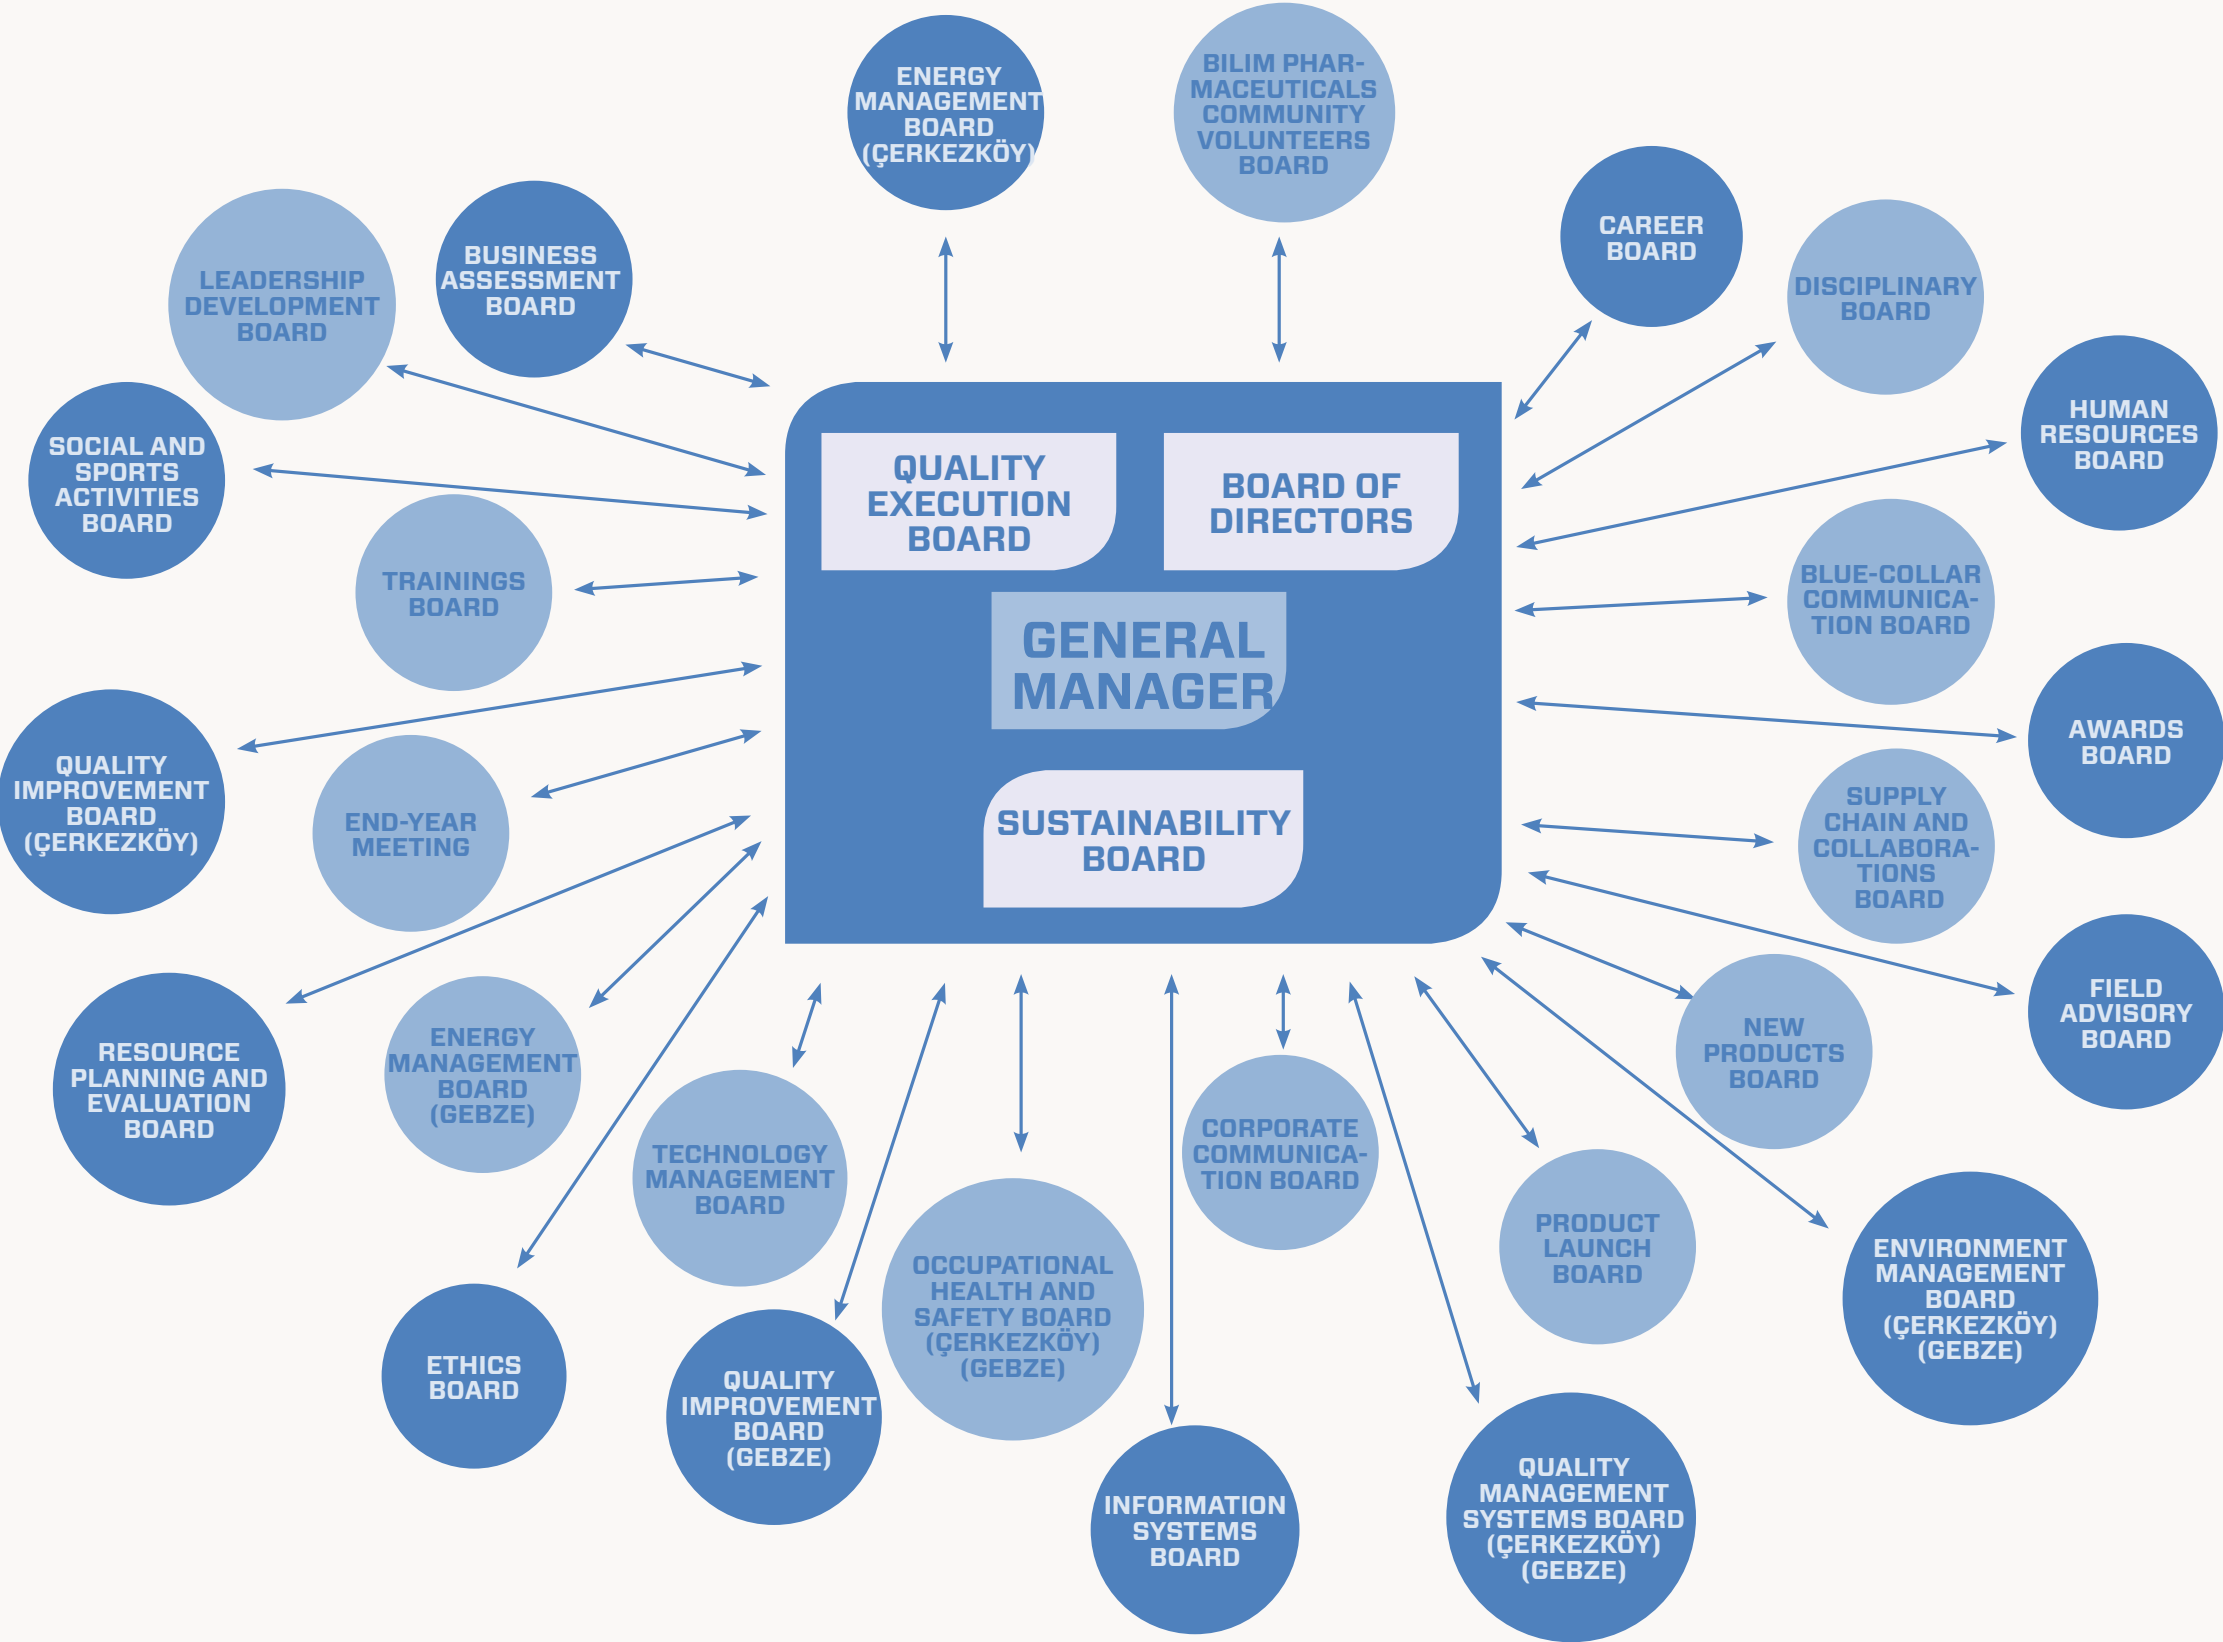 ENERGY
MANAGEMENT
BOARD
(ÇERKEZKÖY)
BILIM PHAR-
MACEUTICALS
COMMUNITY
VOLUNTEERS
BOARD
CAREER
BOARD
DISCIPLINARY
BOARD
BUSINESS
ASSESSMENT
BOARD
LEADERSHIP
DEVELOPMENT
BOARD
HUMAN
RESOURCES
BOARD
SOCIAL AND
SPORTS
ACTIVITIES
BOARD
QUALITY
EXECUTION
BOARD
BOARD OF
DIRECTORS
TRAININGS
BOARD
BLUE-COLLAR
COMMUNICA-
TION BOARD
GENERAL
MANAGER
AWARDS
BOARD
QUALITY
IMPROVEMENT
BOARD
(ÇERKEZKÖY)
END-YEAR
MEETING
SUSTAINABILITY
BOARD
SUPPLY
CHAIN AND
COLLABORA-
TIONS
BOARD
FIELD
ADVISORY
BOARD
NEW
PRODUCTS
BOARD
RESOURCE
PLANNING AND
EVALUATION
BOARD
ENERGY
MANAGEMENT
BOARD
(GEBZE)
TECHNOLOGY
MANAGEMENT
BOARD
CORPORATE
COMMUNICA-
TION BOARD
PRODUCT
LAUNCH
BOARD
OCCUPATIONAL
HEALTH AND
SAFETY BOARD
(ÇERKEZKÖY)
(GEBZE)
ENVIRONMENT
MANAGEMENT
BOARD
(ÇERKEZKÖY)
(GEBZE)
ETHICS
BOARD
QUALITY
IMPROVEMENT
BOARD
(GEBZE)
INFORMATION
SYSTEMS
BOARD
QUALITY
MANAGEMENT
SYSTEMS BOARD
(ÇERKEZKÖY)
(GEBZE)